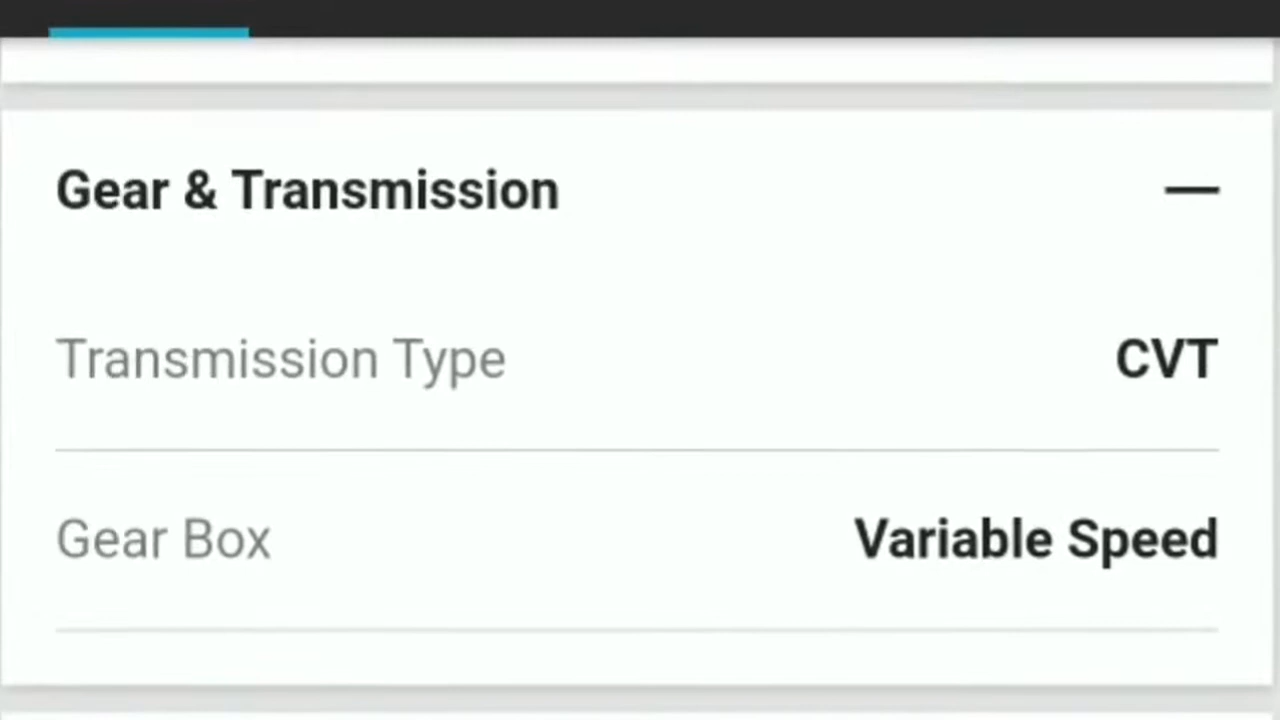 Gear & Transmission
Transmission Type CVT
Gear Box Variable Speed